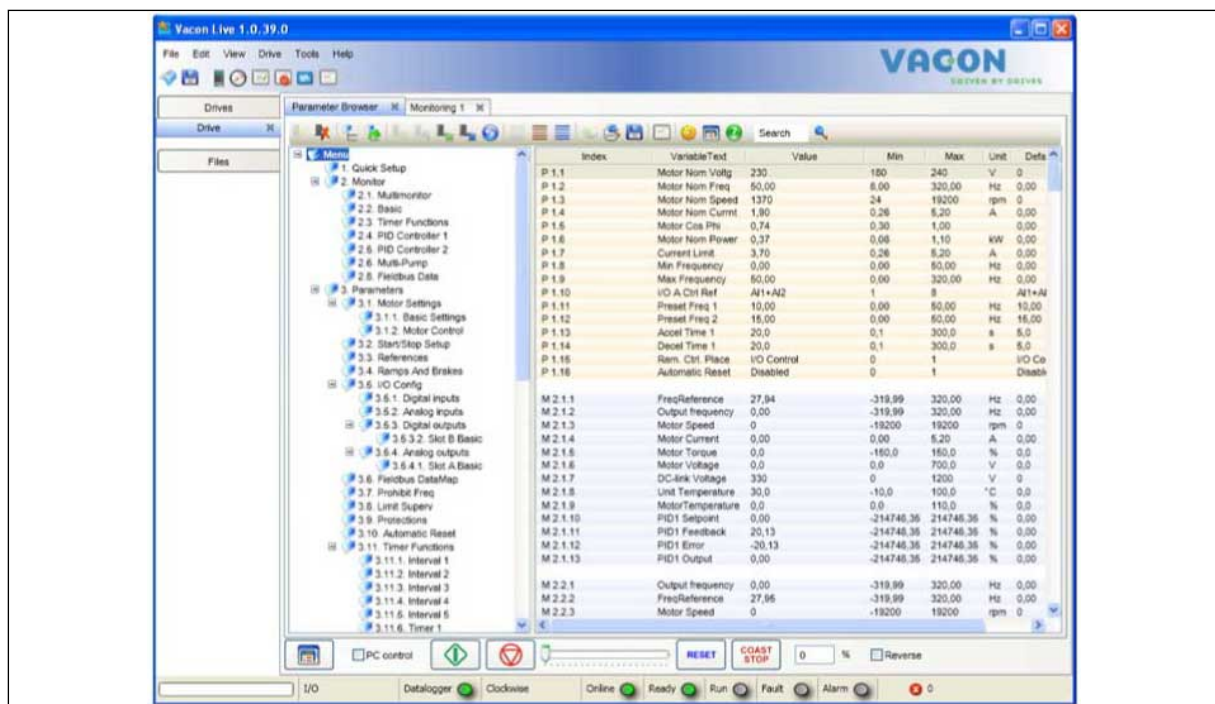 Vacon Live 1.0.39.0
File Edit View Drive Tools Help
VACON
DRIVEN BY DRIVES
Drives
Drive
Files
Parameter Browser Monitoring 1
Search
Menu
1. Quick Setup
2. Monitor
2.1. Multimonitor
2.2. Basic
2.3. Timer Functions
2.4. PID Controller 1
2.5. PID Controller 2
2.6. Multi-Pump
2.8. Fieldbus Data
3. Parameters
3.1. Motor Settings
3.1.1. Basic Settings
3.1.2. Motor Control
3.2. Start/Stop Setup
3.3. References
3.4. Ramps And Brakes
3.5. I/O Config
3.5.1. Digital inputs
3.5.2. Analog inputs
3.5.3. Digital outputs
3.5.3.2. Slot B Basic
3.5.4. Analog outputs
3.5.4.1. Slot A Basic
3.6. Fieldbus DataMap
3.7. Prohibit Freq
3.8. Limit Superv
3.9. Protections
3.10. Automatic Reset
3.11. Timer Functions
3.11.1. Interval 1
3.11.2. Interval 2
3.11.3. Interval 3
3.11.4. Interval 4
3.11.5. Interval 5
3.11.6. Timer 1
Index VariableText Value Min Max Unit Defa
P 1.1 Motor Nom Voltg 230 180 240 V 0
P 1.2 Motor Nom Freq 50,00 8,00 320,00 Hz 0,00
P 1.3 Motor Nom Speed 1370 24 19200 rpm 0
P 1.4 Motor Nom Currnt 1,90 0,26 5,20 A 0,00
P 1.5 Motor Cos Phi 0,74 0,30 1,00 0,00
P 1.6 Motor Nom Power 0,37 0,06 1,10 kW 0,00
P 1.7 Current Limit 3,70 0,26 5,20 A 0,00
P 1.8 Min Frequency 0,00 0,00 50,00 Hz 0,00
P 1.9 Max Frequency 50,00 0,00 320,00 Hz 0,00
P 1.10 I/O A Ctrl Ref AI1+AI2 1 8 AI1+AI
P 1.11 Preset Freq 1 10,00 0,00 50,00 Hz 10,00
P 1.12 Preset Freq 2 15,00 0,00 50,00 Hz 15,00
P 1.13 Accel Time 1 20,0 0,1 300,0 s 5,0
P 1.14 Decel Time 1 20,0 0,1 300,0 s 5,0
P 1.15 Rem. Ctrl. Place I/O Control 0 1 I/O Co
P 1.16 Automatic Reset Disabled 0 1 Disabl
M 2.1.1 FreqReference 27,94 -319,99 320,00 Hz 0,00
M 2.1.2 Output frequency 0,00 -319,99 320,00 Hz 0,00
M 2.1.3 Motor Speed 0 -19200 19200 rpm 0
M 2.1.4 Motor Current 0,00 0,00 5,20 A 0,00
M 2.1.5 Motor Torque 0,0 -150,0 150,0 % 0,0
M 2.1.6 Motor Voltage 0,0 0,0 700,0 V 0,0
M 2.1.7 DC-link Voltage 330 0 1200 V 0
M 2.1.8 Unit Temperature 30,0 -10,0 100,0 °C 0,0
M 2.1.9 MotorTemperature 0,0 0,0 110,0 % 0,0
M 2.1.10 PID1 Setpoint 0,00 -214748,36 214748,36 % 0,00
M 2.1.11 PID1 Feedback 20,13 -214748,36 214748,36 % 0,00
M 2.1.12 PID1 Error -20,13 -214748,36 214748,36 % 0,00
M 2.1.13 PID1 Output 0,00 -214748,36 214748,36 % 0,00
M 2.2.1 Output frequency 0,00 -319,99 320,00 Hz 0,00
M 2.2.2 FreqReference 27,95 -319,99 320,00 Hz 0,00
M 2.2.3 Motor Speed 0 -19200 19200 rpm 0
PC control RESET COAST STOP 0 % Reverse
I/O Datalogger Clockwise Online Ready Run Fault Alarm 0